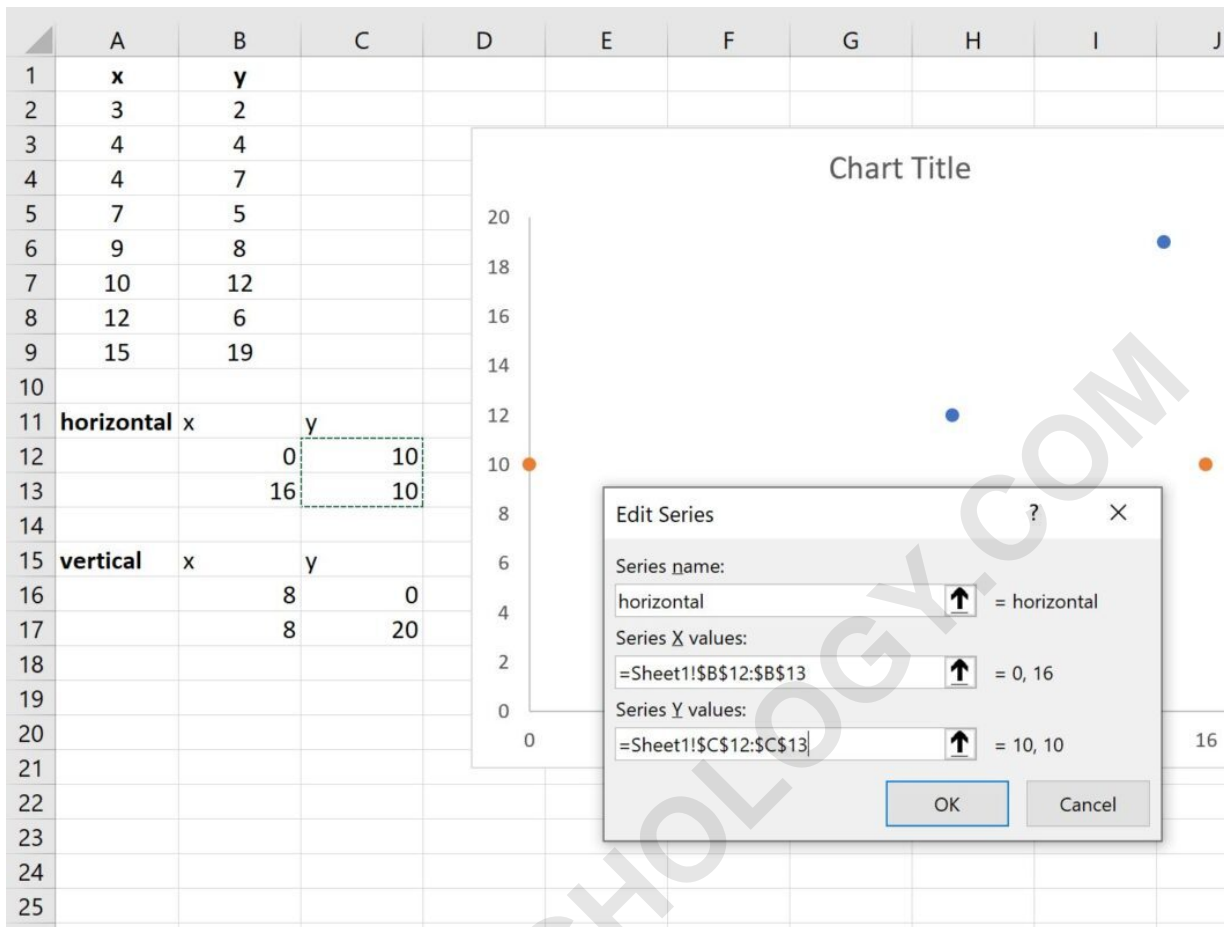 A B C D E F G H I J
1 x y
2 3 2
3 4 4
4 4 7
5 7 5
6 9 8
7 10 12
8 12 6
9 15 19
10
11 horizontal x y
12 0 10
13 16 10
14
15 vertical x y
16 8 0
17 8 20
18
19
20
21
22
23
24
25
Chart Title
20
18
16
14
12
10
8
6
4
2
0
0 16
Edit Series ? ×
Series name:
horizontal = horizontal
Series X values:
=Sheet1!$B$12:$B$13 = 0, 16
Series Y values:
=Sheet1!$C$12:$C$13 = 10, 10
OK Cancel
CHOLOGY.COM